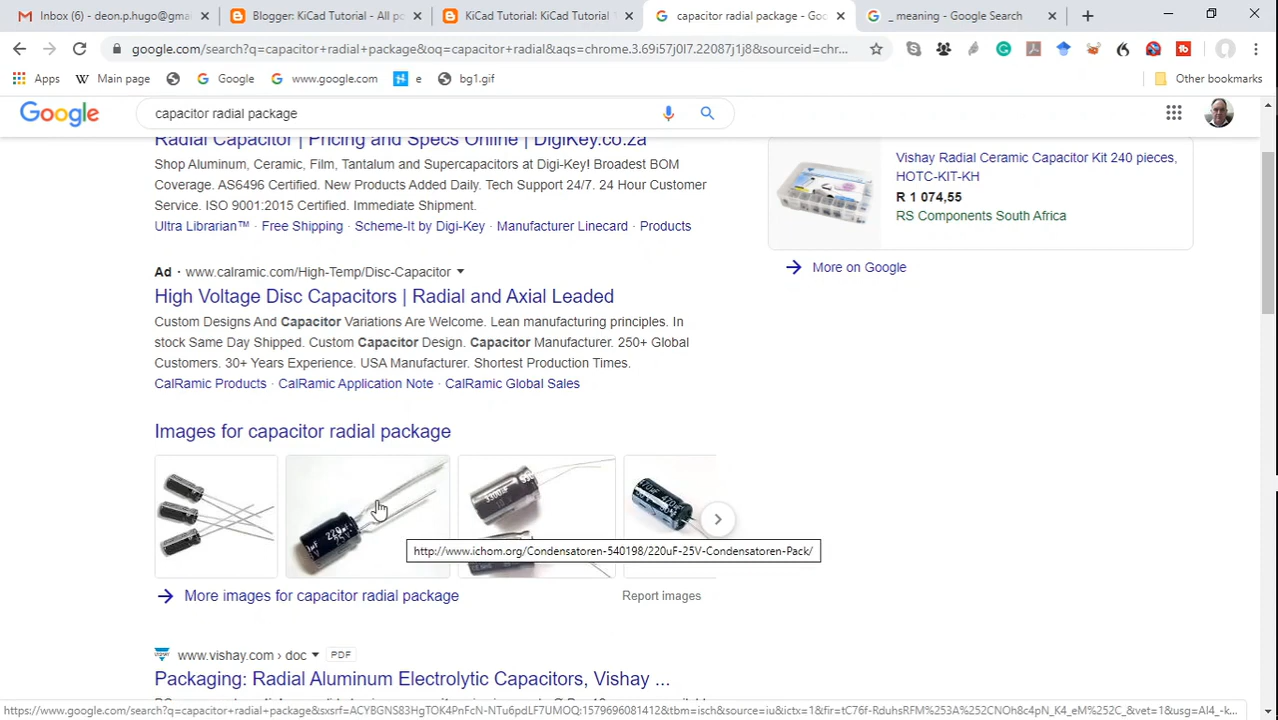 Inbox (6) - deon.p.hugo@gma
Blogger: KiCad Tutorial - All po
KiCad Tutorial: KiCad Tutorial
capacitor radial package - Goo
_ meaning - Google Search
google.com/search?q=capacitor+radial+package&oq=capacitor+radial&aqs=chrome.3.69i57j0l7.22087j1j8&sourceid=chr...
Apps
Main page
Google
www.google.com
e
bg1.gif
Other bookmarks
Google
capacitor radial package
Radial Capacitor | Pricing and Specs Online | DigiKey.co.za
Shop Aluminum, Ceramic, Film, Tantalum and Supercapacitors at Digi-Key! Broadest BOM
Coverage. AS6496 Certified. New Products Added Daily. Tech Support 24/7. 24 Hour Customer
Service. ISO 9001:2015 Certified. Immediate Shipment.
Ultra Librarian™ · Free Shipping · Scheme-It by Digi-Key · Manufacturer Linecard · Products
Vishay Radial Ceramic Capacitor Kit 240 pieces,
HOTC-KIT-KH
R 1 074,55
RS Components South Africa
More on Google
Ad · www.calramic.com/High-Temp/Disc-Capacitor
High Voltage Disc Capacitors | Radial and Axial Leaded
Custom Designs And Capacitor Variations Are Welcome. Lean manufacturing principles. In
stock Same Day Shipped. Custom Capacitor Design. Capacitor Manufacturer. 250+ Global
Customers. 30+ Years Experience. USA Manufacturer. Shortest Production Times.
CalRamic Products · CalRamic Application Note · CalRamic Global Sales
Images for capacitor radial package
http://www.ichom.org/Condensatoren-540198/220uF-25V-Condensatoren-Pack/
More images for capacitor radial package
Report images
www.vishay.com › doc
PDF
Packaging: Radial Aluminum Electrolytic Capacitors, Vishay ...